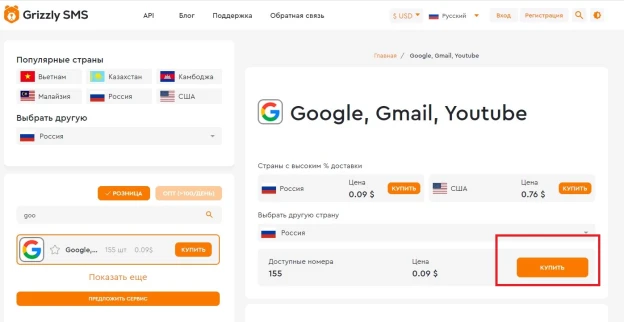 Grizzly SMS
API
Блог
Поддержка
Обратная связь
$ USD
Русский
Вход
Регистрация
Популярные страны
Вьетнам
Казахстан
Камбоджа
Малайзия
Россия
США
Выбрать другую
Россия
РОЗНИЦА
goo
Google,...
155 шт
0.09$
КУПИТЬ
Показать еще
ПРЕДЛОЖИТЬ СЕРВИС
Главная / Google, Gmail, Youtube
Google, Gmail, Youtube
Страны с высоким % доставки
Россия
Цена
0.09 $
КУПИТЬ
США
Цена
0.76 $
КУПИТЬ
Выбрать другую страну
Россия
Доступные номера
155
Цена
0.09 $
КУПИТЬ